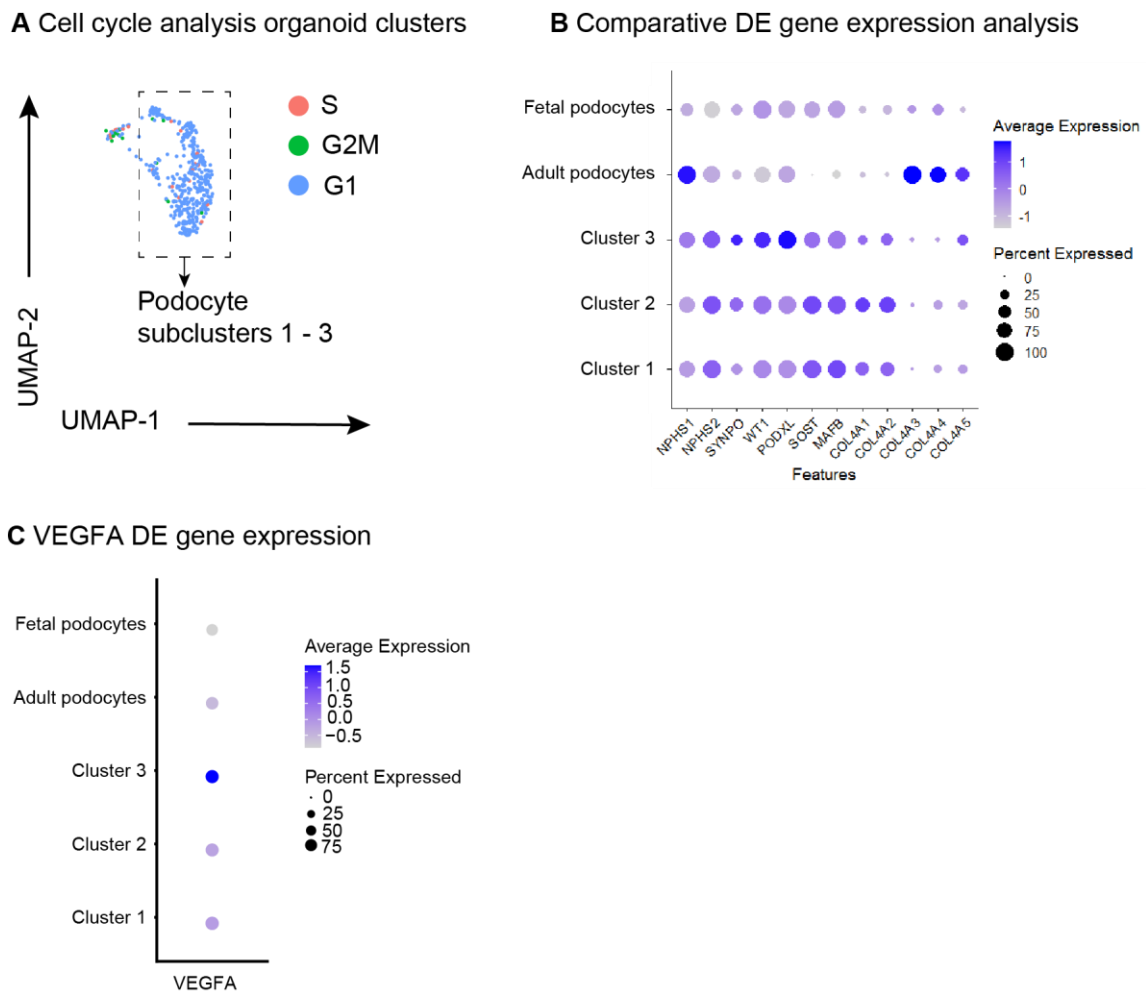 A Cell cycle analysis organoid clusters
S
G2M
G1
Podocyte
subclusters 1 - 3
UMAP-2
UMAP-1
B Comparative DE gene expression analysis
Fetal podocytes
Adult podocytes
Cluster 3
Cluster 2
Cluster 1
NPHS1
NPHS2
SYNPO
WT1
PODXL
SOST
MAFB
COL4A1
COL4A2
COL4A3
COL4A4
COL4A5
Features
Average Expression
1
0
-1
Percent Expressed
0
25
50
75
100
C VEGFA DE gene expression
Fetal podocytes
Adult podocytes
Cluster 3
Cluster 2
Cluster 1
VEGFA
Average Expression
1.5
1.0
0.5
0.0
−0.5
Percent Expressed
0
25
50
75